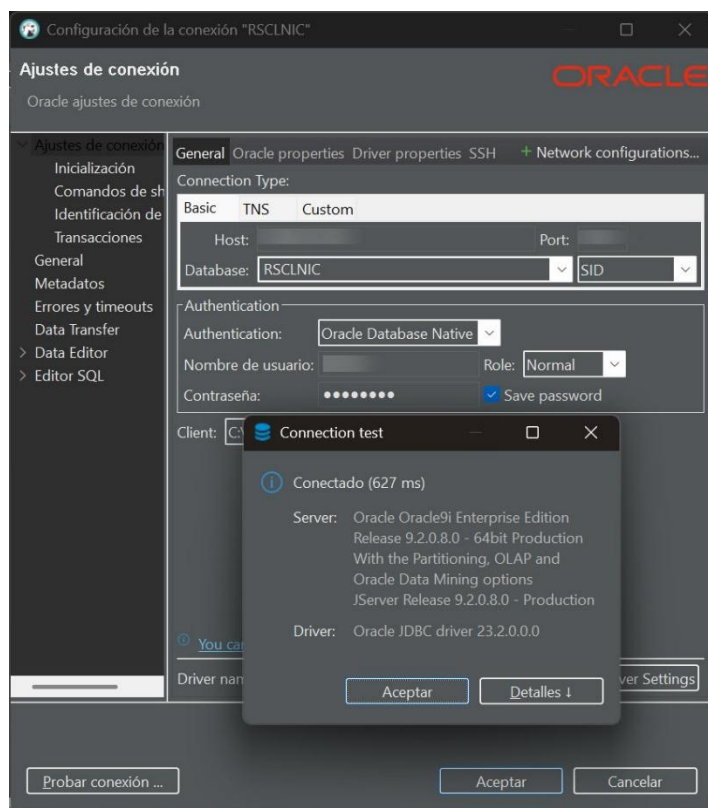 Configuración de la conexión "RSCLNIC"
Ajustes de conexión
ORACLE
Oracle ajustes de conexión
Ajustes de conexión
Inicialización
Comandos de sh
Identificación de
Transacciones
General
Metadatos
Errores y timeouts
Data Transfer
Data Editor
Editor SQL
General Oracle properties Driver properties SSH + Network configurations...
Connection Type:
Basic TNS Custom
Host: Port:
Database: RSCLNIC SID
Authentication
Authentication: Oracle Database Native
Nombre de usuario: Role: Normal
Contraseña: •••••••• Save password
Client: C:\
Connection test
Conectado (627 ms)
Server: Oracle Oracle9i Enterprise Edition
Release 9.2.0.8.0 - 64bit Production
With the Partitioning, OLAP and
Oracle Data Mining options
JServer Release 9.2.0.8.0 - Production
Driver: Oracle JDBC driver 23.2.0.0.0
You ca
Driver nam
ver Settings
Aceptar Detalles ↓
Probar conexión ... Aceptar Cancelar